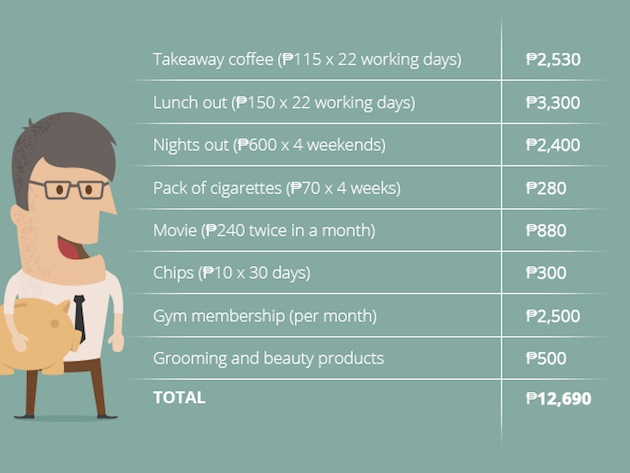 Takeaway coffee (₱115 x 22 working days) ₱2,530
Lunch out (₱150 x 22 working days) ₱3,300
Nights out (₱600 x 4 weekends) ₱2,400
Pack of cigarettes (₱70 x 4 weeks) ₱280
Movie (₱240 twice in a month) ₱880
Chips (₱10 x 30 days) ₱300
Gym membership (per month) ₱2,500
Grooming and beauty products ₱500
TOTAL ₱12,690